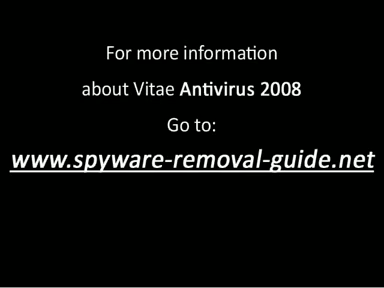 For more information
about Vitae Antivirus 2008
Go to:
www.spyware-removal-guide.net